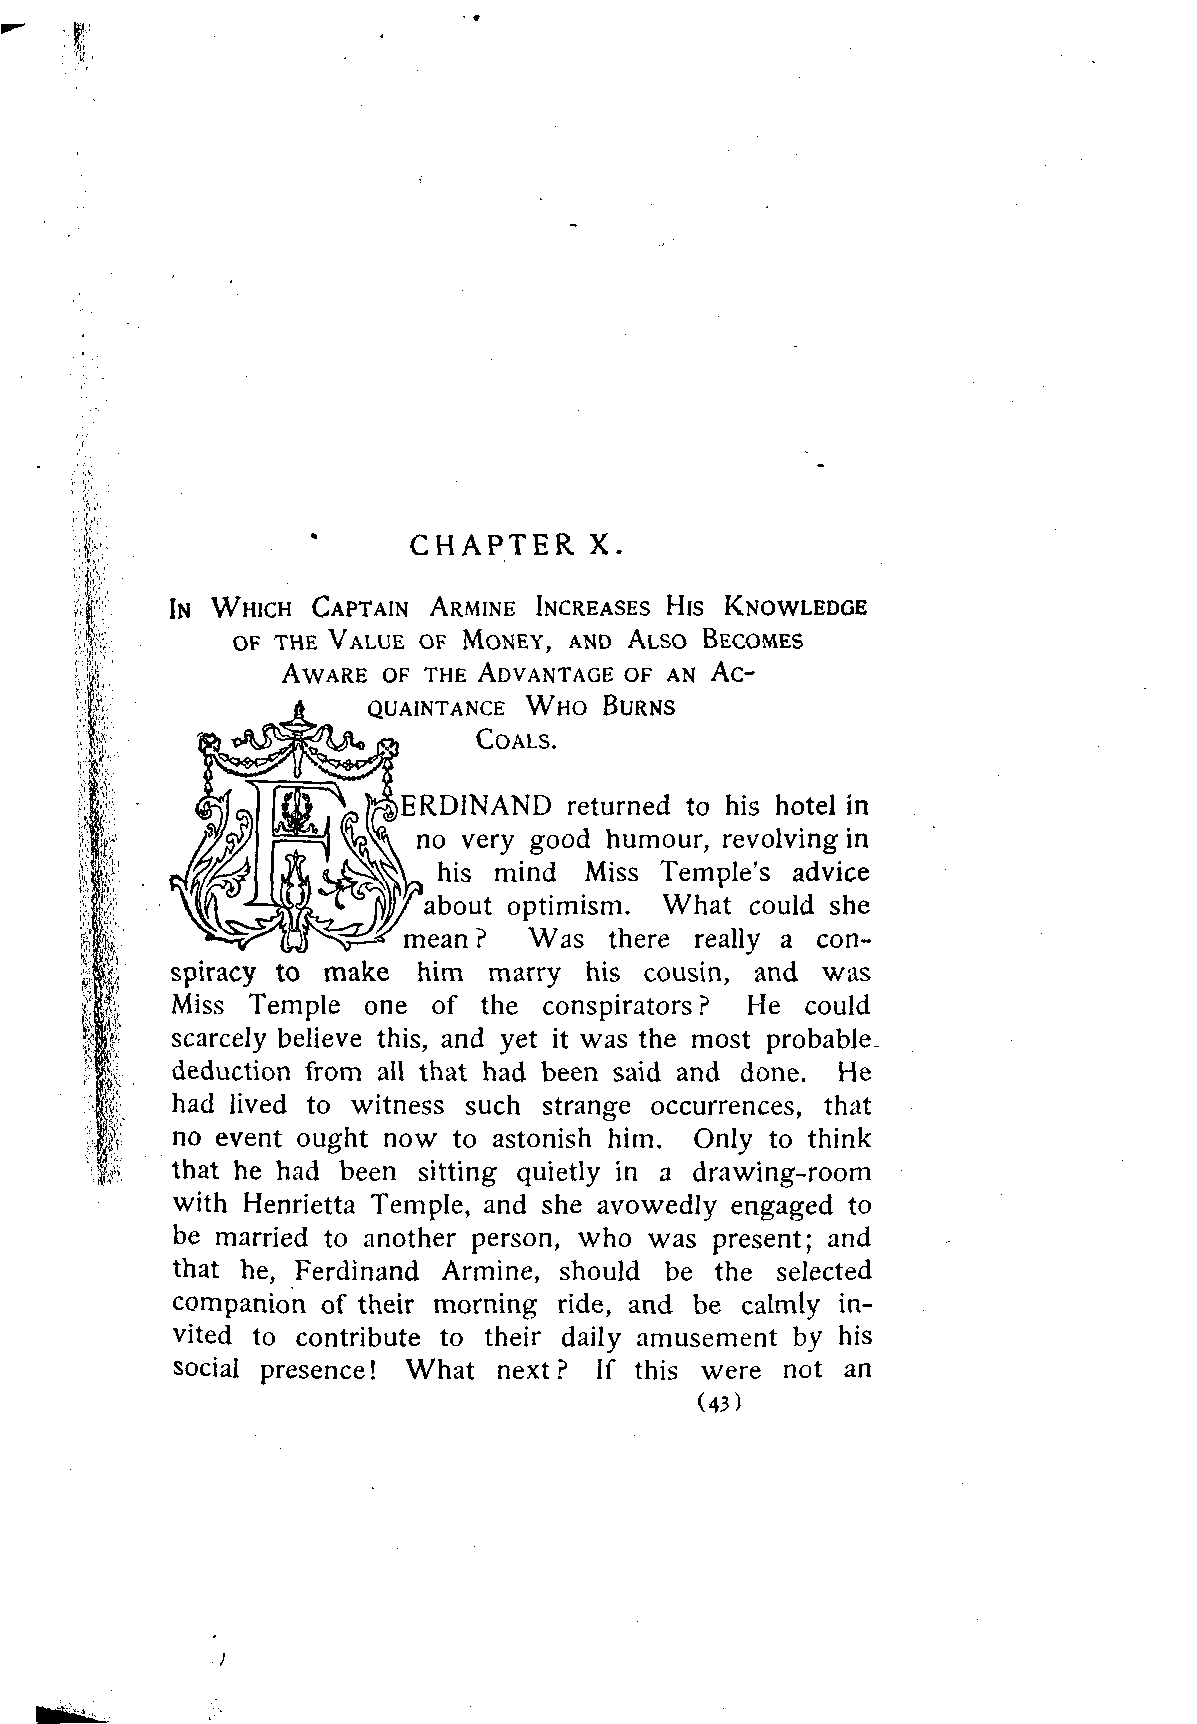 CHAPTER X.
In Which Captain Armine Increases His Knowledge
of the Value of Money, and Also Becomes
Aware of the Advantage of an Ac-
quaintance Who Burns
Coals.
FERDINAND returned to his hotel in
no very good humour, revolving in
his mind Miss Temple's advice
about optimism. What could she
mean? Was there really a con-
spiracy to make him marry his cousin, and was
Miss Temple one of the conspirators? He could
scarcely believe this, and yet it was the most probable
deduction from all that had been said and done. He
had lived to witness such strange occurrences, that
no event ought now to astonish him. Only to think
that he had been sitting quietly in a drawing-room
with Henrietta Temple, and she avowedly engaged to
be married to another person, who was present; and
that he, Ferdinand Armine, should be the selected
companion of their morning ride, and be calmly in-
vited to contribute to their daily amusement by his
social presence! What next? If this were not an
(43)